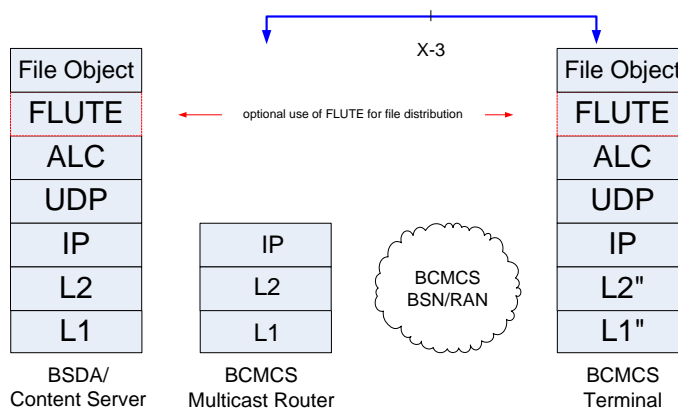 X-3
File Object
FLUTE
ALC
UDP
IP
L2
L1
BSDA/
Content Server
optional use of FLUTE for file distribution
IP
L2
L1
BCMCS
Multicast Router
BCMCS
BSN/RAN
File Object
FLUTE
ALC
UDP
IP
L2"
L1"
BCMCS
Terminal